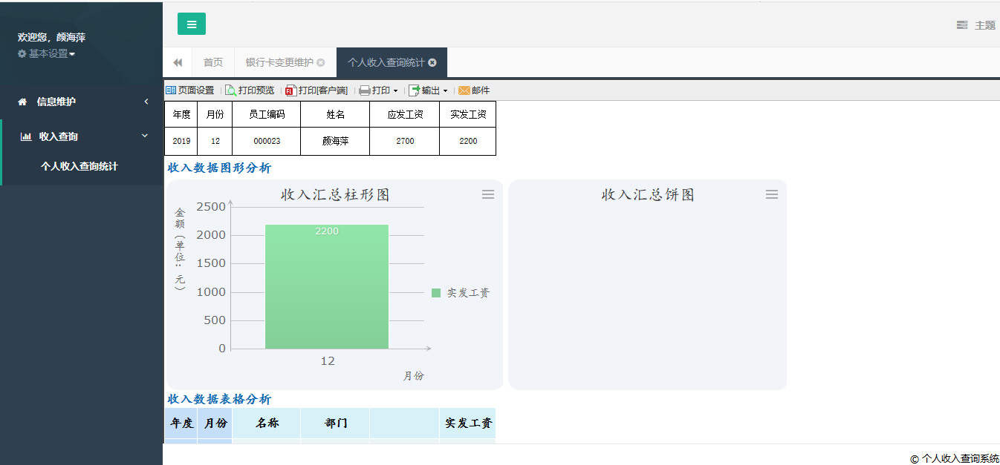 欢迎您，颜海萍
基本设置
信息维护
收入查询
个人收入查询统计
主题
首页 银行卡变更维护 个人收入查询统计
页面设置 打印预览 打印[客户端] 打印 输出 邮件
年度 月份 员工编码 姓名 应发工资 实发工资
2019 12 000023 颜海萍 2700 2200
收入数据图形分析
收入汇总柱形图
金额（单位：元）
2500
2000
1500
1000
500
0
2200
12
月份
实发工资
收入汇总饼图
收入数据表格分析
年度 月份 名称 部门 实发工资
© 个人收入查询系统